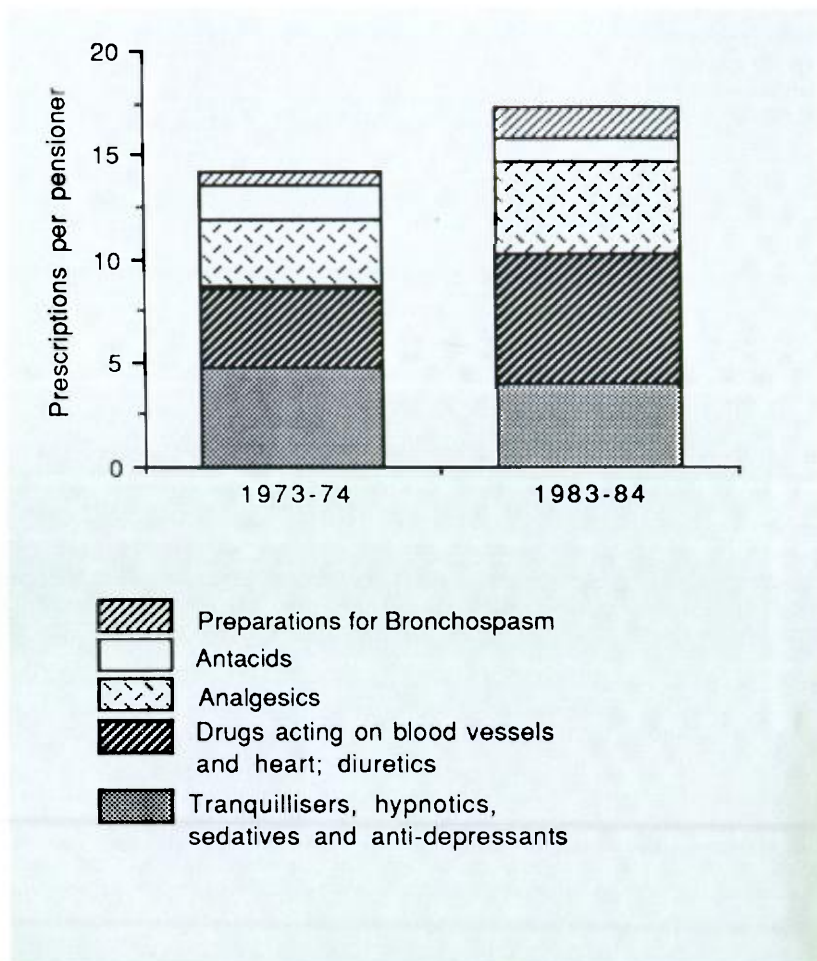 20
15
10
5
0
Prescriptions per pensioner
1973-74
1983-84
Preparations for Bronchospasm
Antacids
Analgesics
Drugs acting on blood vessels
and heart; diuretics
Tranquillisers, hypnotics,
sedatives and anti-depressants